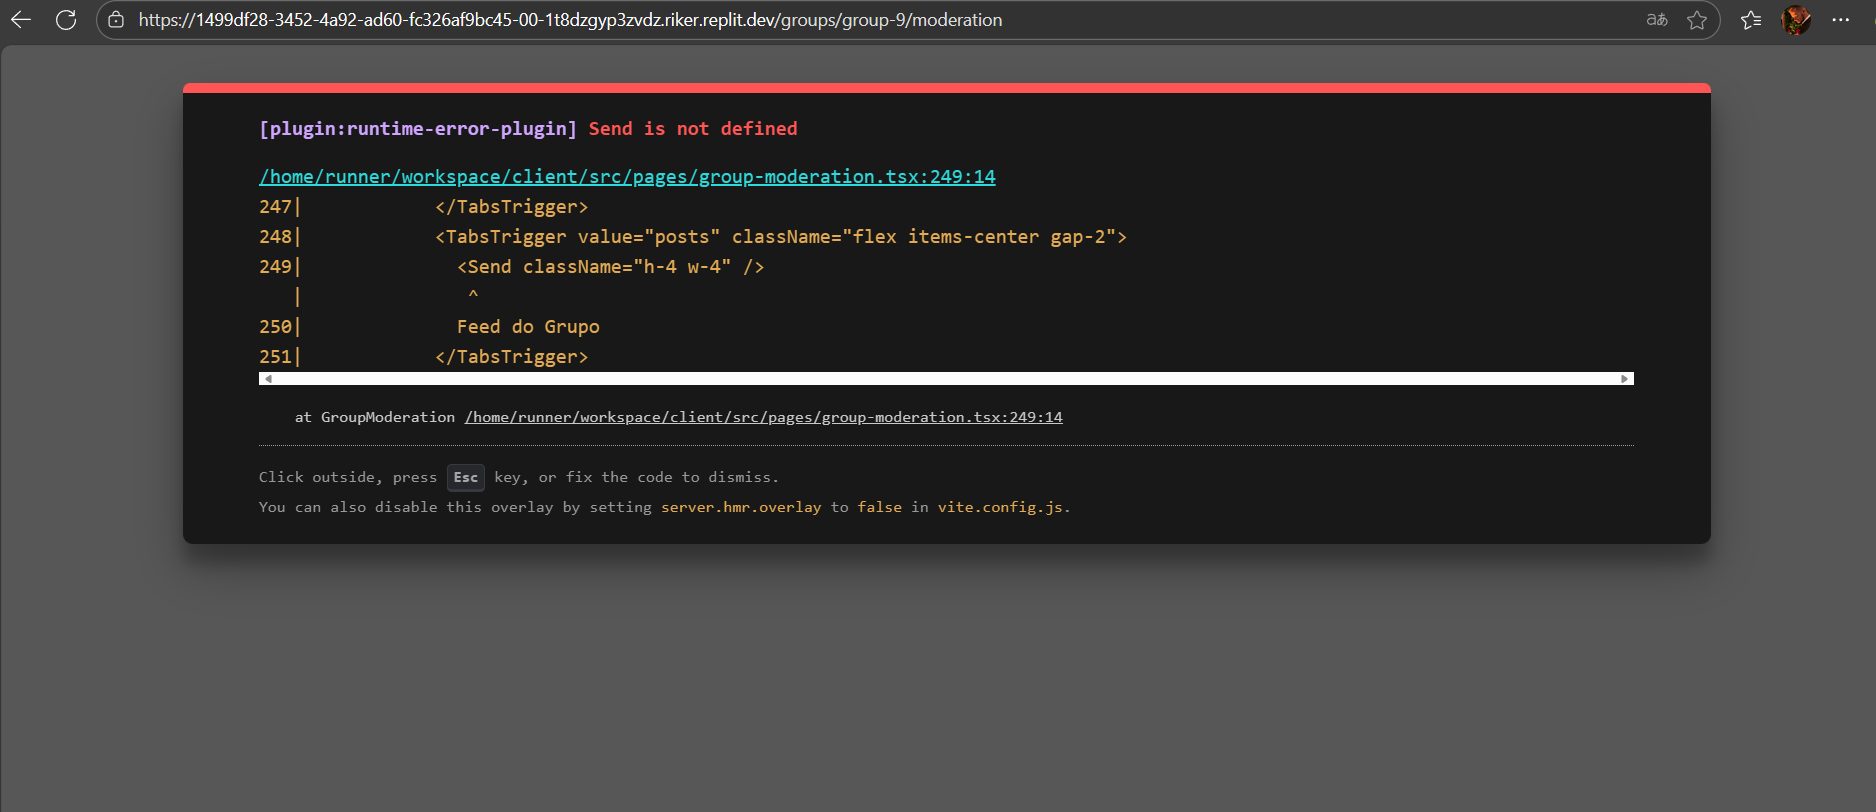 https://1499df28-3452-4a92-ad60-fc326af9bc45-00-1t8dzgyp3zvdz.riker.replit.dev/groups/group-9/moderation
[plugin:runtime-error-plugin] Send is not defined
/home/runner/workspace/client/src/pages/group-moderation.tsx:249:14
247|            </TabsTrigger>
248|            <TabsTrigger value="posts" className="flex items-center gap-2">
249|              <Send className="h-4 w-4" />
   |               ^
250|              Feed do Grupo
251|            </TabsTrigger>
at GroupModeration /home/runner/workspace/client/src/pages/group-moderation.tsx:249:14
Click outside, press Esc key, or fix the code to dismiss.
You can also disable this overlay by setting server.hmr.overlay to false in vite.config.js.